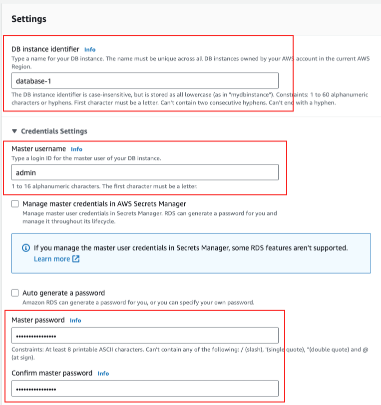 Settings
DB instance identifier Info
Type a name for your DB instance. The name must be unique across all DB instances owned by your AWS account in the current AWS
Region.
database-1
The DB instance identifier is case-insensitive, but is stored as all lowercase (as in "mydbinstance"). Constraints: 1 to 60 alphanumeric
characters or hyphens. First character must be a letter. Can't contain two consecutive hyphens. Can't end with a hyphen.
▼ Credentials Settings
Master username Info
Type a login ID for the master user of your DB instance.
admin
1 to 16 alphanumeric characters. The first character must be a letter.
Manage master credentials in AWS Secrets Manager
Manage master user credentials in Secrets Manager. RDS can generate a password for you and
manage it throughout its lifecycle.
If you manage the master user credentials in Secrets Manager, some RDS features aren't supported.
Learn more
Auto generate a password
Amazon RDS can generate a password for you, or you can specify your own password.
Master password Info
••••••••••••••••
Constraints: At least 8 printable ASCII characters. Can't contain any of the following: / (slash), '(single quote), "(double quote) and @
(at sign).
Confirm master password Info
••••••••••••••••